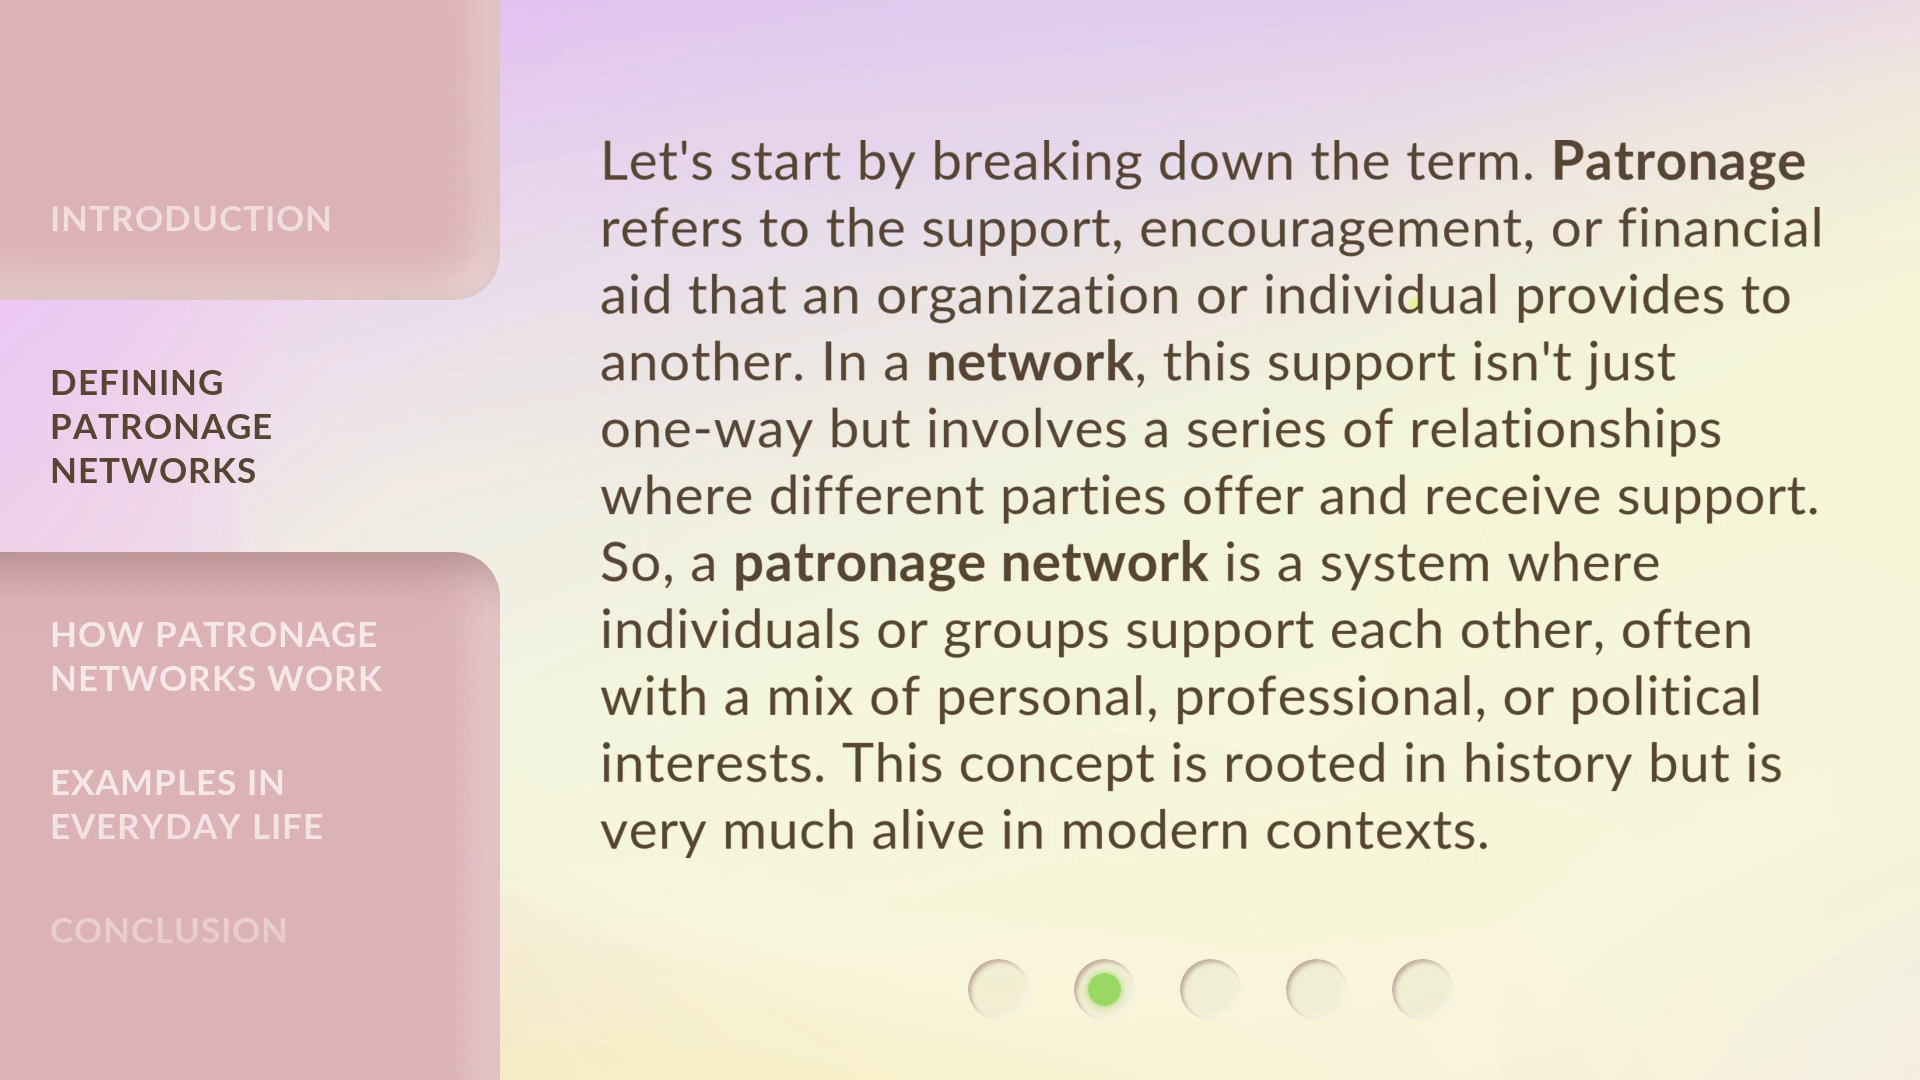 INTRODUCTION
DEFINING
PATRONAGE
NETWORKS
HOW PATRONAGE
NETWORKS WORK
EXAMPLES IN
EVERYDAY LIFE
CONCLUSION
Let's start by breaking down the term. Patronage
refers to the support, encouragement, or financial
aid that an organization or individual provides to
another. In a network, this support isn't just
one-way but involves a series of relationships
where different parties offer and receive support.
So, a patronage network is a system where
individuals or groups support each other, often
with a mix of personal, professional, or political
interests. This concept is rooted in history but is
very much alive in modern contexts.